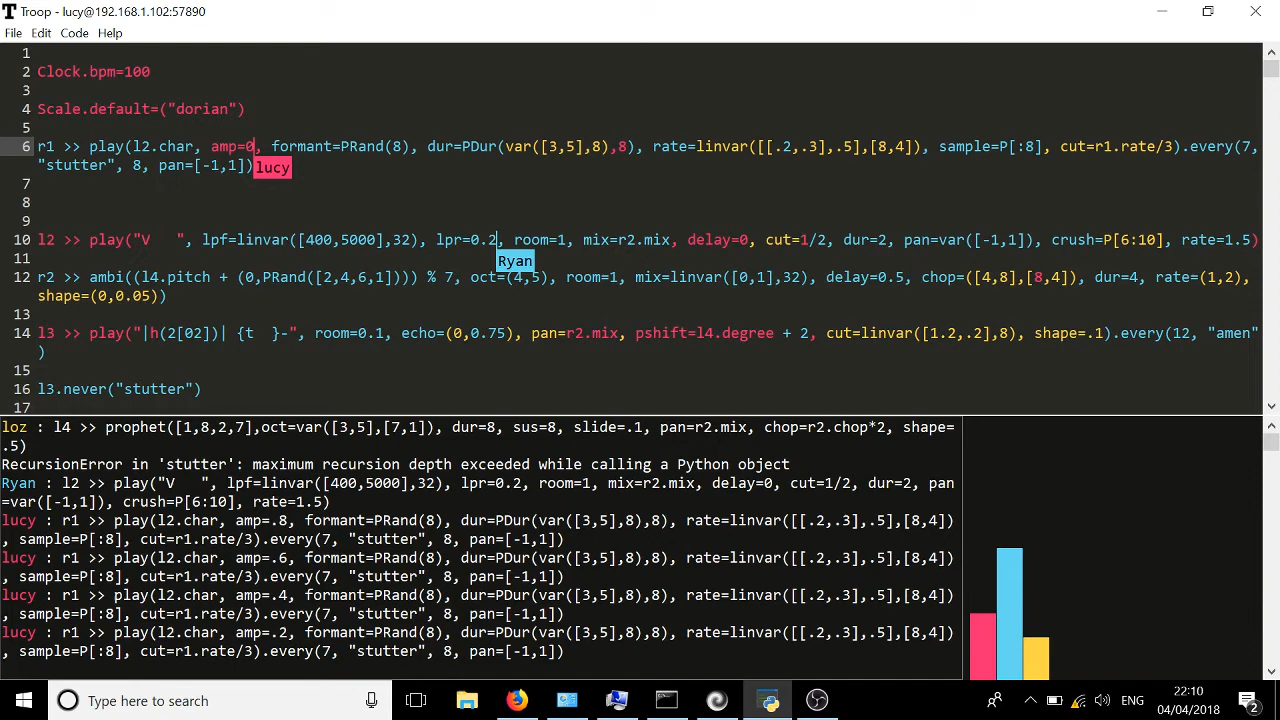 Troop - lucy@192.168.1.102:57890
File Edit Code Help
1
2 Clock.bpm=100
3
4 Scale.default=("dorian")
5
6 r1 >> play(l2.char, amp=0, formant=PRand(8), dur=PDur(var([3,5],8),8), rate=linvar([[.2,.3],.5],[8,4]), sample=P[:8], cut=r1.rate/3).every(7,
"stutter", 8, pan=[-1,1])
lucy
7
8
9
10 l2 >> play("V   ", lpf=linvar([400,5000],32), lpr=0.2, room=1, mix=r2.mix, delay=0, cut=1/2, dur=2, pan=var([-1,1]), crush=P[6:10], rate=1.5)
Ryan
11
12 r2 >> ambi((l4.pitch + (0,PRand([2,4,6,1]))) % 7, oct=(4,5), room=1, mix=linvar([0,1],32), delay=0.5, chop=([4,8],[8,4]), dur=4, rate=(1,2),
shape=(0,0.05))
13
14 l3 >> play("|h(2[02])| {t  }-", room=0.1, echo=(0,0.75), pan=r2.mix, pshift=l4.degree + 2, cut=linvar([1.2,.2],8), shape=.1).every(12, "amen"
)
15
16 l3.never("stutter")
17
loz : l4 >> prophet([1,8,2,7],oct=var([3,5],[7,1]), dur=8, sus=8, slide=.1, pan=r2.mix, chop=r2.chop*2, shape=
.5)
RecursionError in 'stutter': maximum recursion depth exceeded while calling a Python object
Ryan : l2 >> play("V   ", lpf=linvar([400,5000],32), lpr=0.2, room=1, mix=r2.mix, delay=0, cut=1/2, dur=2, pan
=var([-1,1]), crush=P[6:10], rate=1.5)
lucy : r1 >> play(l2.char, amp=.8, formant=PRand(8), dur=PDur(var([3,5],8),8), rate=linvar([[.2,.3],.5],[8,4])
, sample=P[:8], cut=r1.rate/3).every(7, "stutter", 8, pan=[-1,1])
lucy : r1 >> play(l2.char, amp=.6, formant=PRand(8), dur=PDur(var([3,5],8),8), rate=linvar([[.2,.3],.5],[8,4])
, sample=P[:8], cut=r1.rate/3).every(7, "stutter", 8, pan=[-1,1])
lucy : r1 >> play(l2.char, amp=.4, formant=PRand(8), dur=PDur(var([3,5],8),8), rate=linvar([[.2,.3],.5],[8,4])
, sample=P[:8], cut=r1.rate/3).every(7, "stutter", 8, pan=[-1,1])
lucy : r1 >> play(l2.char, amp=.2, formant=PRand(8), dur=PDur(var([3,5],8),8), rate=linvar([[.2,.3],.5],[8,4])
, sample=P[:8], cut=r1.rate/3).every(7, "stutter", 8, pan=[-1,1])
Type here to search
ENG
22:10
04/04/2018
2